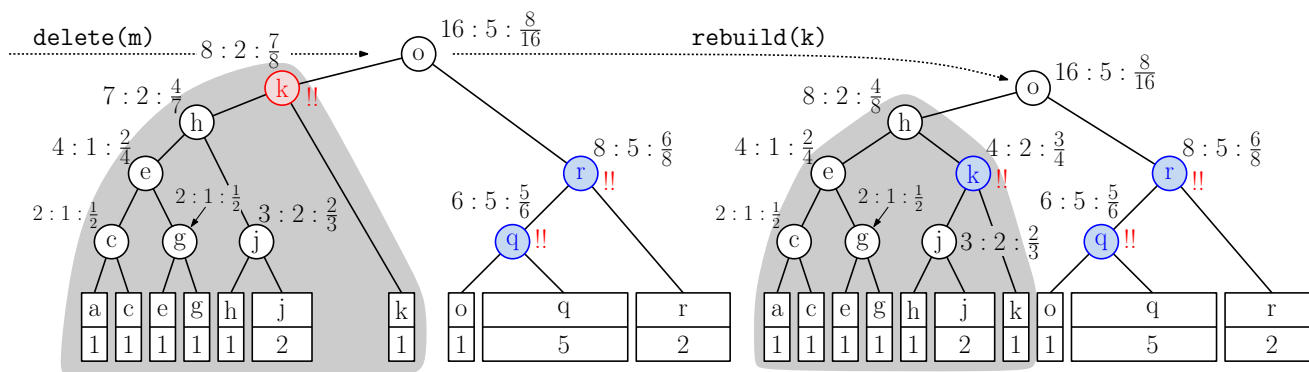 delete(m)
8 : 2 : 7/8
o
16 : 5 : 8/16
rebuild(k)
k
!!
7 : 2 : 4/7
h
4 : 1 : 2/4
e
2 : 1 : 1/2
c
2 : 1 : 1/2
g
3 : 2 : 2/3
j
8 : 5 : 6/8
r
!!
6 : 5 : 5/6
q
!!
a c e g h j k o q r
1 1 1 1 1 2 1 1 5 2
o
16 : 5 : 8/16
8 : 2 : 4/8
h
4 : 1 : 2/4
e
4 : 2 : 3/4
k
!!
2 : 1 : 1/2
c
2 : 1 : 1/2
g
j
3 : 2 : 2/3
8 : 5 : 6/8
r
!!
6 : 5 : 5/6
q
!!
a c e g h j k o q r
1 1 1 1 1 2 1 1 5 2